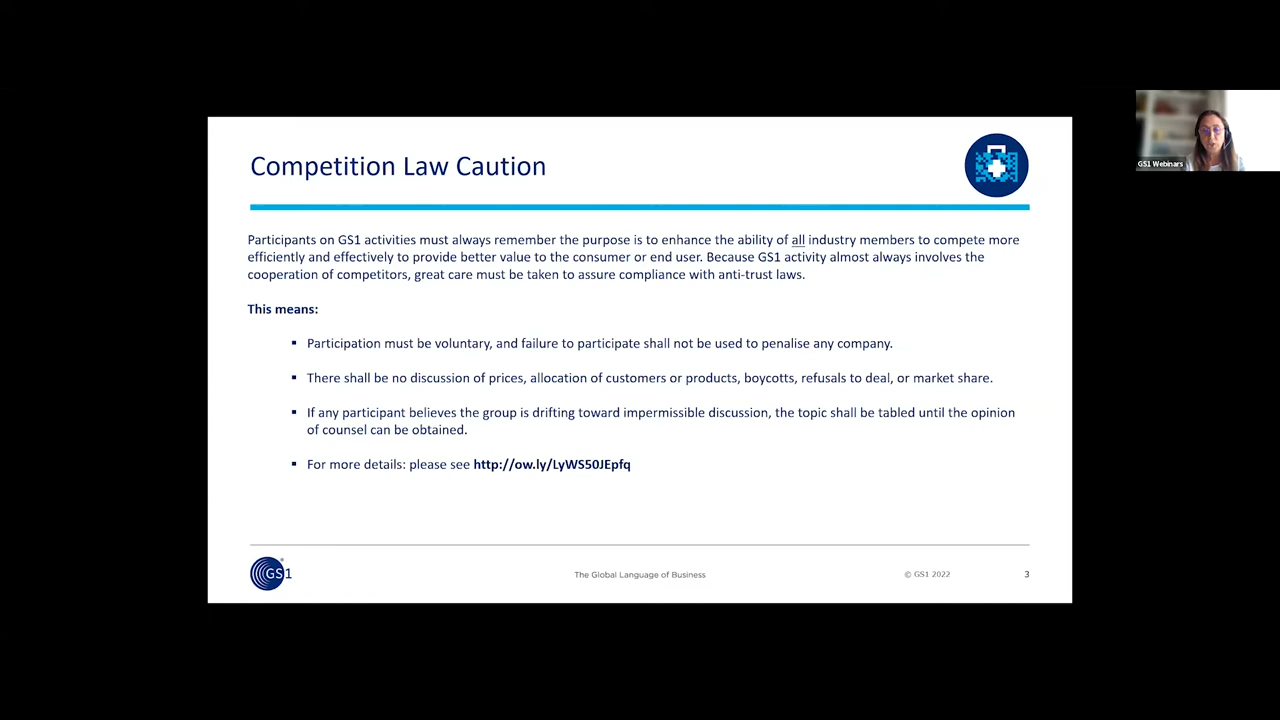 Competition Law Caution
GS1 Webinars
Participants on GS1 activities must always remember the purpose is to enhance the ability of all industry members to compete more
efficiently and effectively to provide better value to the consumer or end user. Because GS1 activity almost always involves the
cooperation of competitors, great care must be taken to assure compliance with anti-trust laws.
This means:
▪ Participation must be voluntary, and failure to participate shall not be used to penalise any company.
▪ There shall be no discussion of prices, allocation of customers or products, boycotts, refusals to deal, or market share.
▪ If any participant believes the group is drifting toward impermissible discussion, the topic shall be tabled until the opinion
of counsel can be obtained.
▪ For more details: please see http://ow.ly/LyWS50JEpfq
GS1®
The Global Language of Business
© GS1 2022
3